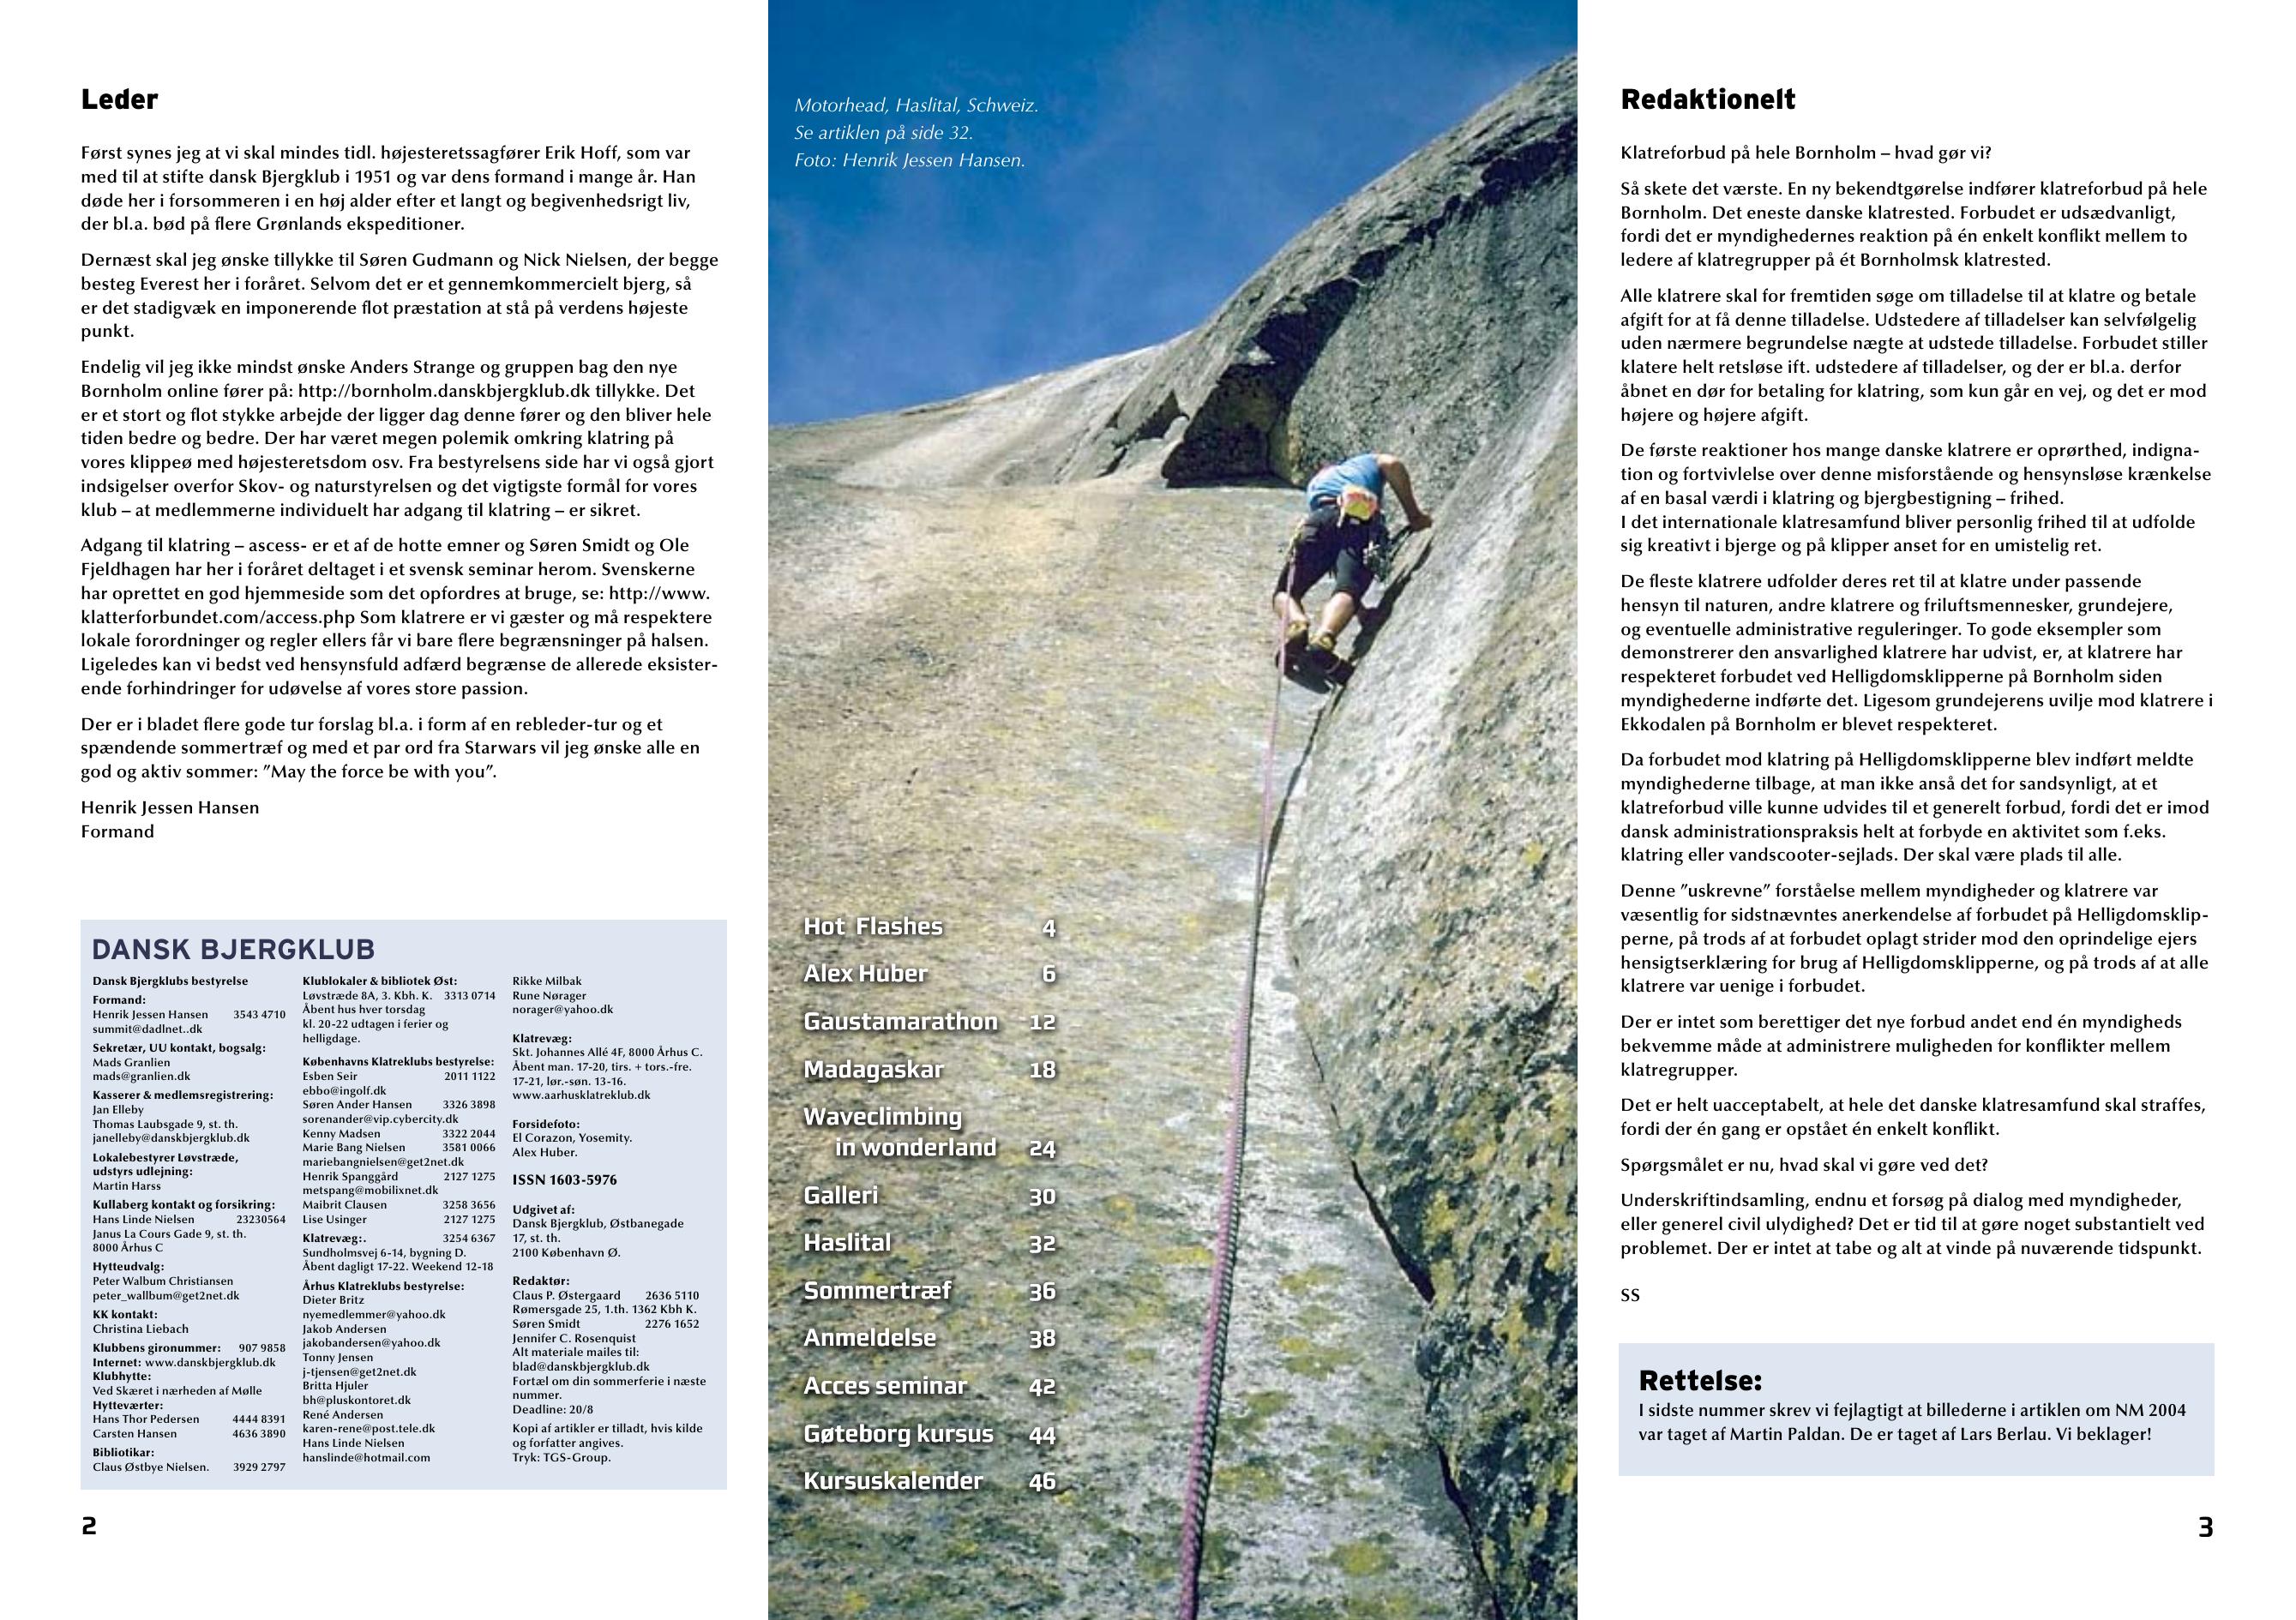 Leder
Først synes jeg at vi skal mindes tidl. højesteretssagfører Erik Hoff, som var
med til at stifte dansk Bjergklub i 1951 og var dens formand i mange år. Han
døde her i forsommeren i en høj alder efter et langt og begivenhedsrigt liv,
der bl.a. bød på flere Grønlands ekspeditioner.
Dernæst skal jeg ønske tillykke til Søren Gudmann og Nick Nielsen, der begge
besteg Everest her i foråret. Selvom det er et gennemkommercielt bjerg, så
er det stadigvæk en imponerende flot præstation at stå på verdens højeste
punkt.
Endelig vil jeg ikke mindst ønske Anders Strange og gruppen bag den nye
Bornholm online fører på: http://bornholm.danskbjergklub.dk tillykke. Det
er et stort og flot stykke arbejde der ligger dag denne fører og den bliver hele
tiden bedre og bedre. Der har været megen polemik omkring klatring på
vores klippeø med højesteretsdom osv. Fra bestyrelsens side har vi også gjort
indsigelser overfor Skov- og naturstyrelsen og det vigtigste formål for vores
klub – at medlemmerne individuelt har adgang til klatring – er sikret.
Adgang til klatring – ascess- er et af de hotte emner og Søren Smidt og Ole
Fjeldhagen har her i foråret deltaget i et svensk seminar herom. Svenskerne
har oprettet en god hjemmeside som det opfordres at bruge, se: http://www.
klatterforbundet.com/access.php Som klatrere er vi gæster og må respektere
lokale forordninger og regler ellers får vi bare flere begrænsninger på halsen.
Ligeledes kan vi bedst ved hensynsfuld adfærd begrænse de allerede eksister-
ende forhindringer for udøvelse af vores store passion.
Der er i bladet flere gode tur forslag bl.a. i form af en rebleder-tur og et
spændende sommertræf og med et par ord fra Starwars vil jeg ønske alle en
god og aktiv sommer: ”May the force be with you”.
Henrik Jessen Hansen
Formand
DANSK BJERGKLUB
Dansk Bjergklubs bestyrelse
Formand:
Henrik Jessen Hansen 3543 4710
summit@dadlnet..dk
Sekretær, UU kontakt, bogsalg:
Mads Granlien
mads@granlien.dk
Kasserer & medlemsregistrering:
Jan Elleby
Thomas Laubsgade 9, st. th.
janelleby@danskbjergklub.dk
Lokalebestyrer Løvstræde,
udstyrs udlejning:
Martin Harss
Kullaberg kontakt og forsikring:
Hans Linde Nielsen 23230564
Janus La Cours Gade 9, st. th.
8000 Århus C
Hytteudvalg:
Peter Walbum Christiansen
peter_wallbum@get2net.dk
KK kontakt:
Christina Liebach
Klubbens gironummer: 907 9858
Internet: www.danskbjergklub.dk
Klubhytte:
Ved Skæret i nærheden af Mølle
Hytteværter:
Hans Thor Pedersen 4444 8391
Carsten Hansen 4636 3890
Bibliotikar:
Claus Østbye Nielsen. 3929 2797
Klublokaler & bibliotek Øst:
Løvstræde 8A, 3. Kbh. K. 3313 0714
Åbent hus hver torsdag
kl. 20-22 udtagen i ferier og
helligdage.
Københavns Klatreklubs bestyrelse:
Esben Seir 2011 1122
ebbo@ingolf.dk
Søren Ander Hansen 3326 3898
sorenander@vip.cybercity.dk
Kenny Madsen 3322 2044
Marie Bang Nielsen 3581 0066
mariebangnielsen@get2net.dk
Henrik Spanggård 2127 1275
metspang@mobilixnet.dk
Maibrit Clausen 3258 3656
Lise Usinger 2127 1275
Klatrevæg:. 3254 6367
Sundholmsvej 6-14, bygning D.
Åbent dagligt 17-22. Weekend 12-18
Århus Klatreklubs bestyrelse:
Dieter Britz
nyemedlemmer@yahoo.dk
Jakob Andersen
jakobandersen@yahoo.dk
Tonny Jensen
j-tjensen@get2net.dk
Britta Hjuler
bh@pluskontoret.dk
René Andersen
karen-rene@post.tele.dk
Hans Linde Nielsen
hanslinde@hotmail.com
Rikke Milbak
Rune Nørager
norager@yahoo.dk
Klatrevæg:
Skt. Johannes Allé 4F, 8000 Århus C.
Åbent man. 17-20, tirs. + tors.-fre.
17-21, lør.-søn. 13-16.
www.aarhusklatreklub.dk
Forsidefoto:
El Corazon, Yosemity.
Alex Huber.
ISSN 1603-5976
Udgivet af:
Dansk Bjergklub, Østbanegade
17, st. th.
2100 København Ø.
Redaktør:
Claus P. Østergaard 2636 5110
Rømersgade 25, 1.th. 1362 Kbh K.
Søren Smidt 2276 1652
Jennifer C. Rosenquist
Alt materiale mailes til:
blad@danskbjergklub.dk
Fortæl om din sommerferie i næste
nummer.
Deadline: 20/8
Kopi af artikler er tilladt, hvis kilde
og forfatter angives.
Tryk: TGS-Group.
2
Motorhead, Haslital, Schweiz.
Se artiklen på side 32.
Foto: Henrik Jessen Hansen.
Hot Flashes 4
Alex Huber 6
Gaustamarathon 12
Madagaskar 18
Waveclimbing
in wonderland 24
Galleri 30
Haslital 32
Sommertræf 36
Anmeldelse 38
Acces seminar 42
Gøteborg kursus 44
Kursuskalender 46
Redaktionelt
Klatreforbud på hele Bornholm – hvad gør vi?
Så skete det værste. En ny bekendtgørelse indfører klatreforbud på hele
Bornholm. Det eneste danske klatrested. Forbudet er udsædvanligt,
fordi det er myndighedernes reaktion på én enkelt konflikt mellem to
ledere af klatregrupper på ét Bornholmsk klatrested.
Alle klatrere skal for fremtiden søge om tilladelse til at klatre og betale
afgift for at få denne tilladelse. Udstedere af tilladelser kan selvfølgelig
uden nærmere begrundelse nægte at udstede tilladelse. Forbudet stiller
klatere helt retsløse ift. udstedere af tilladelser, og der er bl.a. derfor
åbnet en dør for betaling for klatring, som kun går en vej, og det er mod
højere og højere afgift.
De første reaktioner hos mange danske klatrere er oprørthed, indigna-
tion og fortvivlelse over denne misforstående og hensynsløse krænkelse
af en basal værdi i klatring og bjergbestigning – frihed.
I det internationale klatresamfund bliver personlig frihed til at udfolde
sig kreativt i bjerge og på klipper anset for en umistelig ret.
De fleste klatrere udfolder deres ret til at klatre under passende
hensyn til naturen, andre klatrere og friluftsmennesker, grundejere,
og eventuelle administrative reguleringer. To gode eksempler som
demonstrerer den ansvarlighed klatrere har udvist, er, at klatrere har
respekteret forbudet ved Helligdomsklipperne på Bornholm siden
myndighederne indførte det. Ligesom grundejerens uvilje mod klatrere i
Ekkodalen på Bornholm er blevet respekteret.
Da forbudet mod klatring på Helligdomsklipperne blev indført meldte
myndighederne tilbage, at man ikke anså det for sandsynligt, at et
klatreforbud ville kunne udvides til et generelt forbud, fordi det er imod
dansk administrationspraksis helt at forbyde en aktivitet som f.eks.
klatring eller vandscooter-sejlads. Der skal være plads til alle.
Denne ”uskrevne” forståelse mellem myndigheder og klatrere var
væsentlig for sidstnævntes anerkendelse af forbudet på Helligdomsklip-
perne, på trods af at forbudet oplagt strider mod den oprindelige ejers
hensigtserklæring for brug af Helligdomsklipperne, og på trods af at alle
klatrere var uenige i forbudet.
Der er intet som berettiger det nye forbud andet end én myndigheds
bekvemme måde at administrere muligheden for konflikter mellem
klatregrupper.
Det er helt uacceptabelt, at hele det danske klatresamfund skal straffes,
fordi der én gang er opstået én enkelt konflikt.
Spørgsmålet er nu, hvad skal vi gøre ved det?
Underskriftindsamling, endnu et forsøg på dialog med myndigheder,
eller generel civil ulydighed? Det er tid til at gøre noget substantielt ved
problemet. Der er intet at tabe og alt at vinde på nuværende tidspunkt.
SS
Rettelse:
I sidste nummer skrev vi fejlagtigt at billederne i artiklen om NM 2004
var taget af Martin Paldan. De er taget af Lars Berlau. Vi beklager!
3